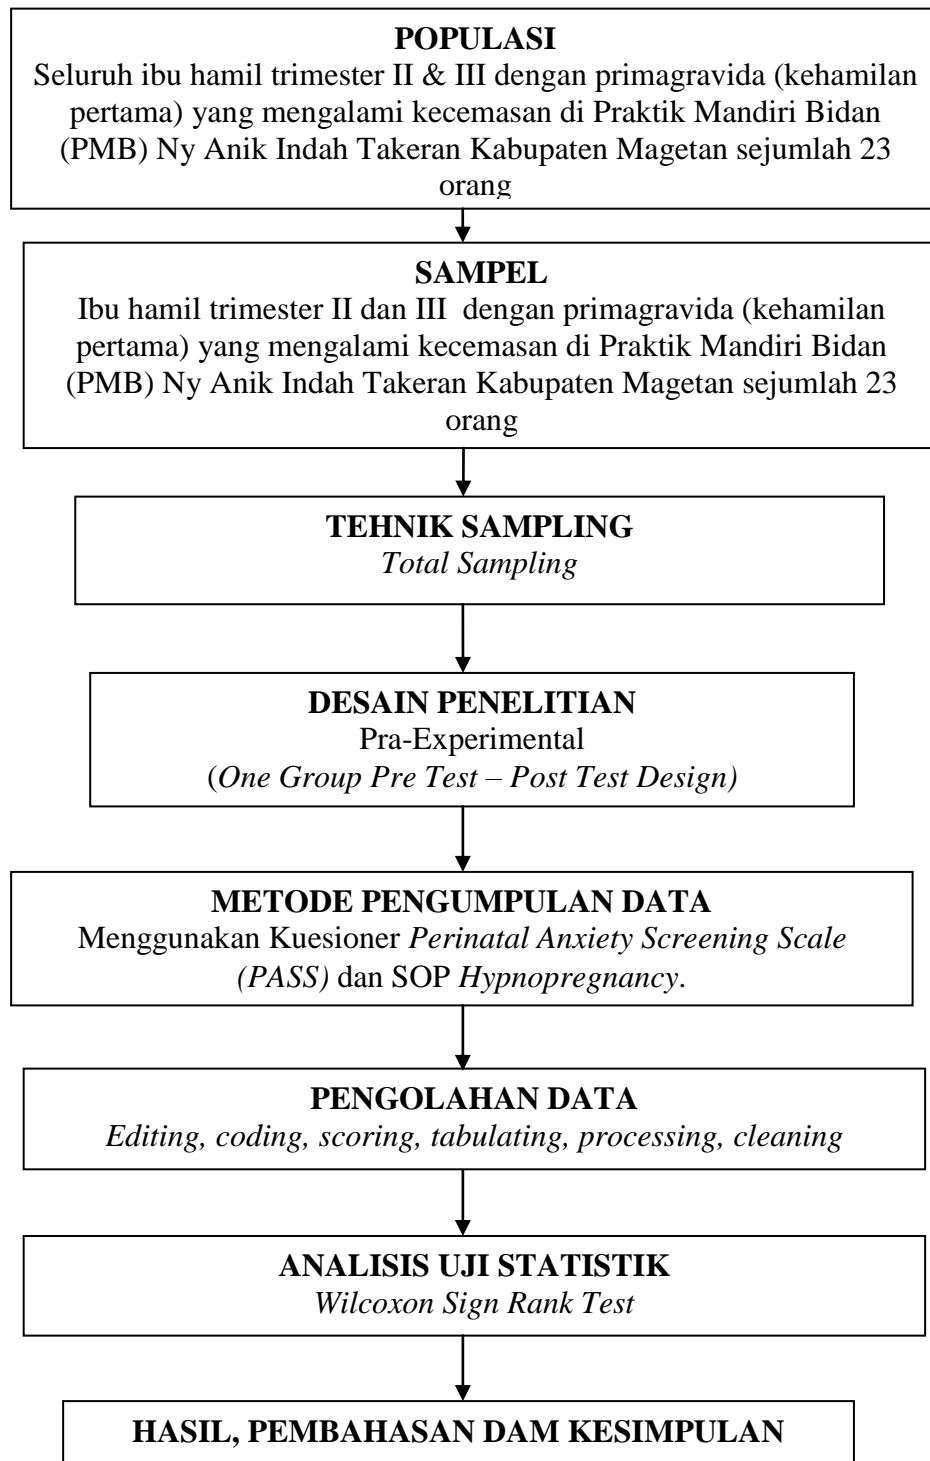 POPULASI
Seluruh ibu hamil trimester II & III dengan primagravida (kehamilan
pertama) yang mengalami kecemasan di Praktik Mandiri Bidan
(PMB) Ny Anik Indah Takeran Kabupaten Magetan sejumlah 23
orang
SAMPEL
Ibu hamil trimester II dan III dengan primagravida (kehamilan
pertama) yang mengalami kecemasan di Praktik Mandiri Bidan
(PMB) Ny Anik Indah Takeran Kabupaten Magetan sejumlah 23
orang
TEHNIK SAMPLING
Total Sampling
DESAIN PENELITIAN
Pra-Experimental
(One Group Pre Test – Post Test Design)
METODE PENGUMPULAN DATA
Menggunakan Kuesioner Perinatal Anxiety Screening Scale
(PASS) dan SOP Hypnopregnancy.
PENGOLAHAN DATA
Editing, coding, scoring, tabulating, processing, cleaning
ANALISIS UJI STATISTIK
Wilcoxon Sign Rank Test
HASIL, PEMBAHASAN DAM KESIMPULAN